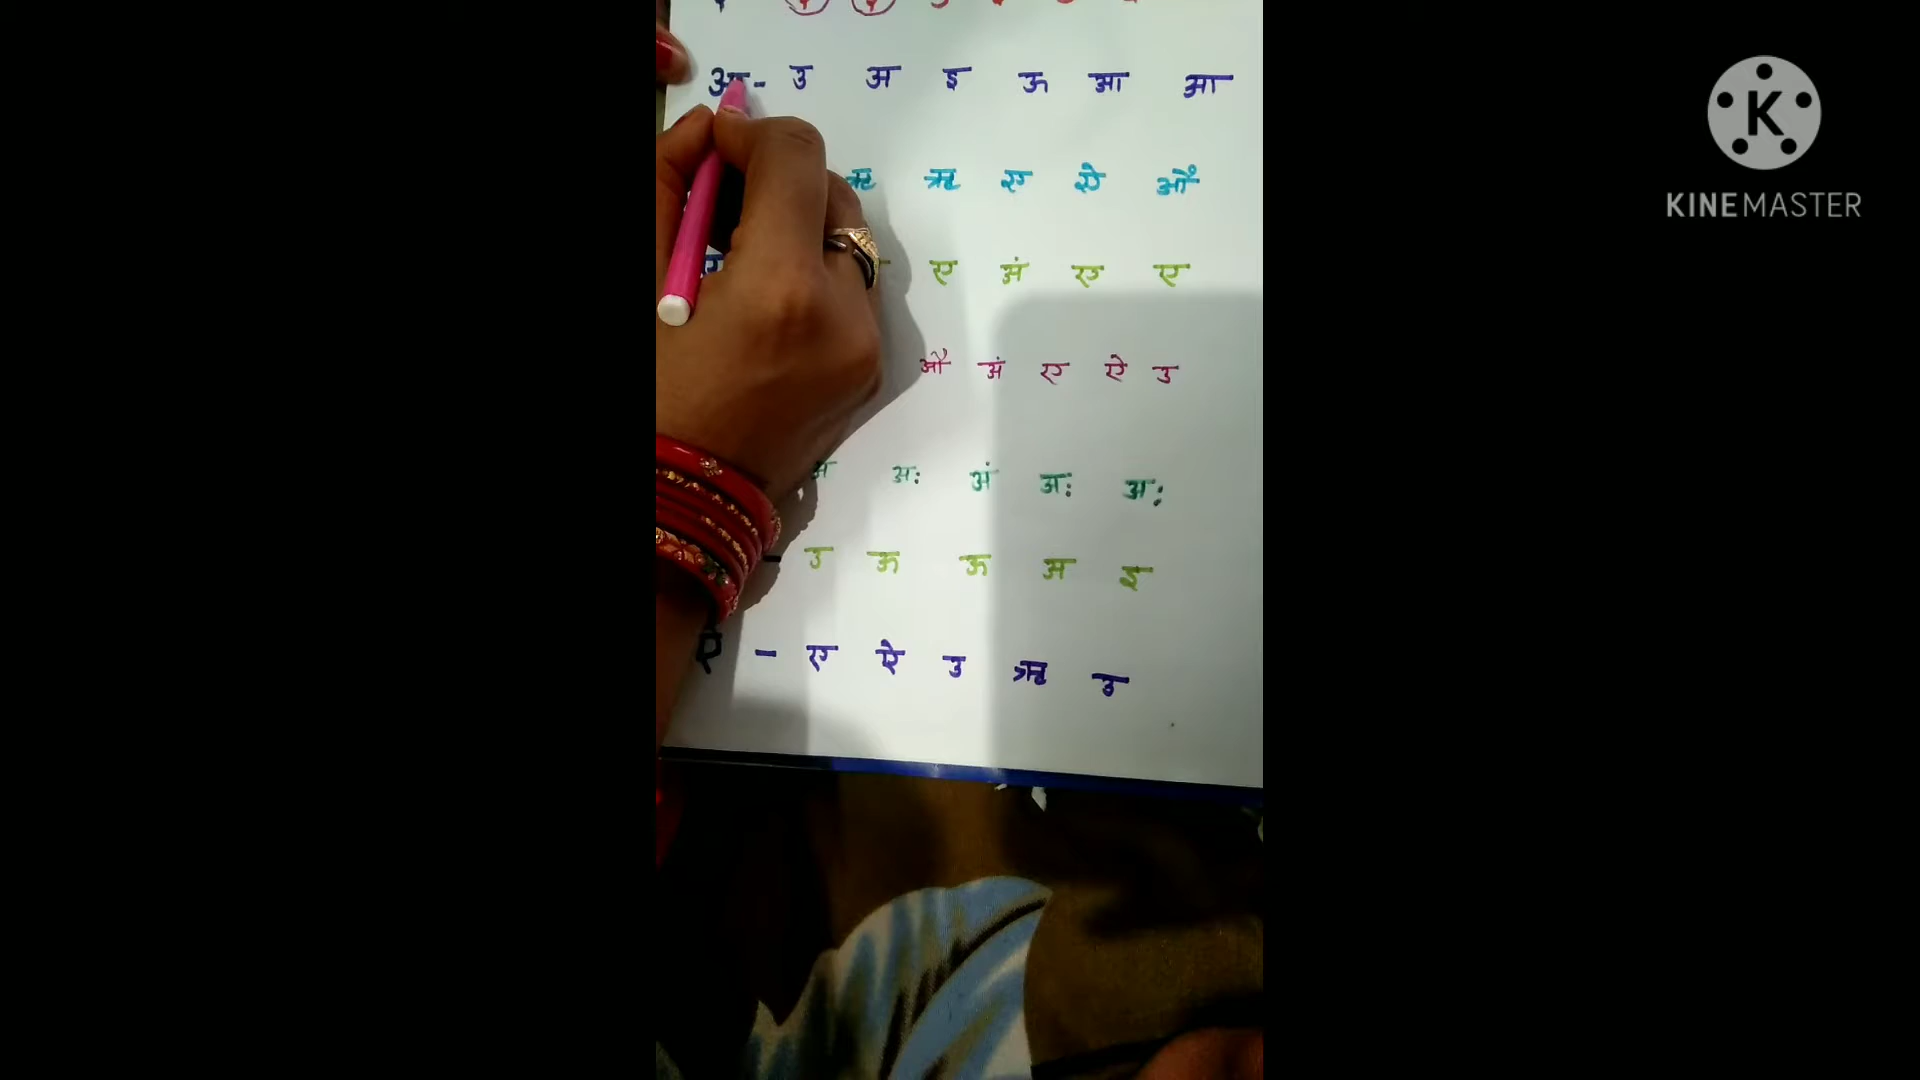 आ - उ अ इ ऊ आ आ
ऋ ऋ ए ऐ औ
ए ए अं ए ए
औ अं ए ऐ उ
अ अः अं अः अः
- उ ऊ ऊ अ इ
ऐ - ए ऐ उ ऋ उ
K
KINEMASTER